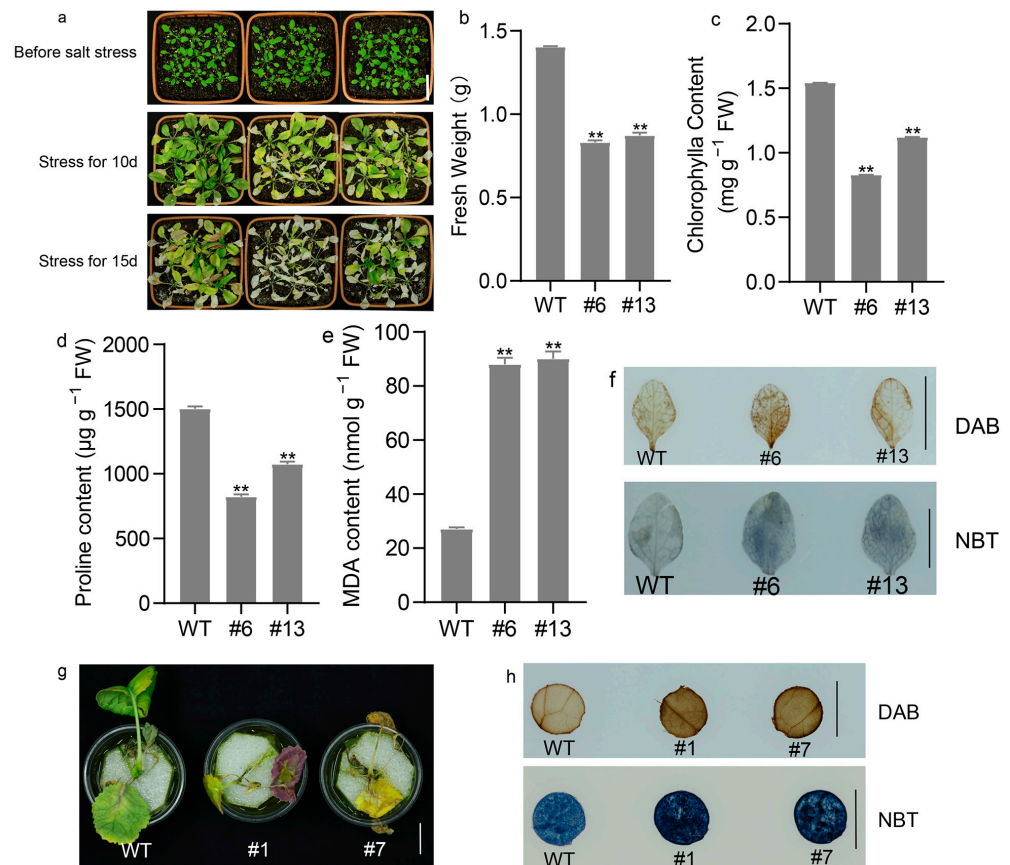 a
Before salt stress
Stress for 10d
Stress for 15d
b
Fresh Weight (g)
1.5
1.0
0.5
0.0
**
**
WT #6 #13
c
Chlorophylla Content
(mg g⁻¹ FW)
2.0
1.5
1.0
0.5
0.0
**
**
WT #6 #13
d
Proline content (µg g⁻¹ FW)
2000
1500
1000
500
0
**
**
WT #6 #13
e
MDA content (nmol g⁻¹ FW)
100
80
60
40
20
0
**
**
WT #6 #13
f
WT #6 #13
DAB
WT #6 #13
NBT
g
WT #1 #7
h
WT #1 #7
DAB
WT #1 #7
NBT